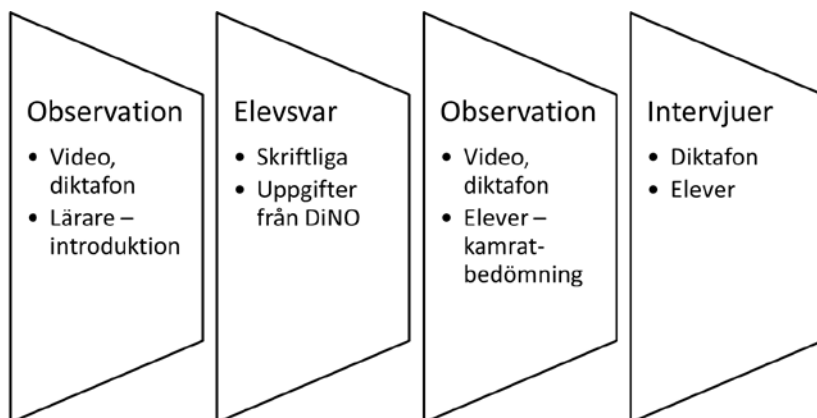 Observation
• Video,
diktafon
• Lärare –
introduktion
Elevsvar
• Skriftliga
• Uppgifter
från DiNO
Observation
• Video,
diktafon
• Elever –
kamrat-
bedömning
Intervjuer
• Diktafon
• Elever